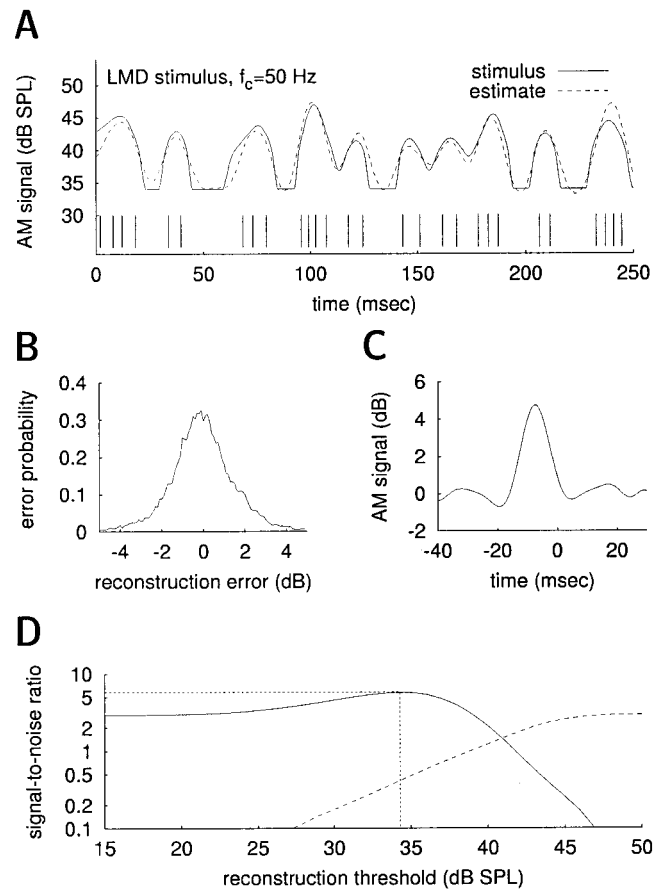 A
LMD stimulus, fc=50 Hz
stimulus
estimate
AM signal (dB SPL)
50
45
40
35
30
0 50 100 150 200 250
time (msec)
B
error probability
0.4
0.3
0.2
0.1
0
-4 -2 0 2 4
reconstruction error (dB)
C
AM signal (dB)
6
4
2
0
-2
-40 -20 0 20
time (msec)
D
signal-to-noise ratio
10
5
2
1
0.5
0.2
0.1
15 20 25 30 35 40 45 50
reconstruction threshold (dB SPL)